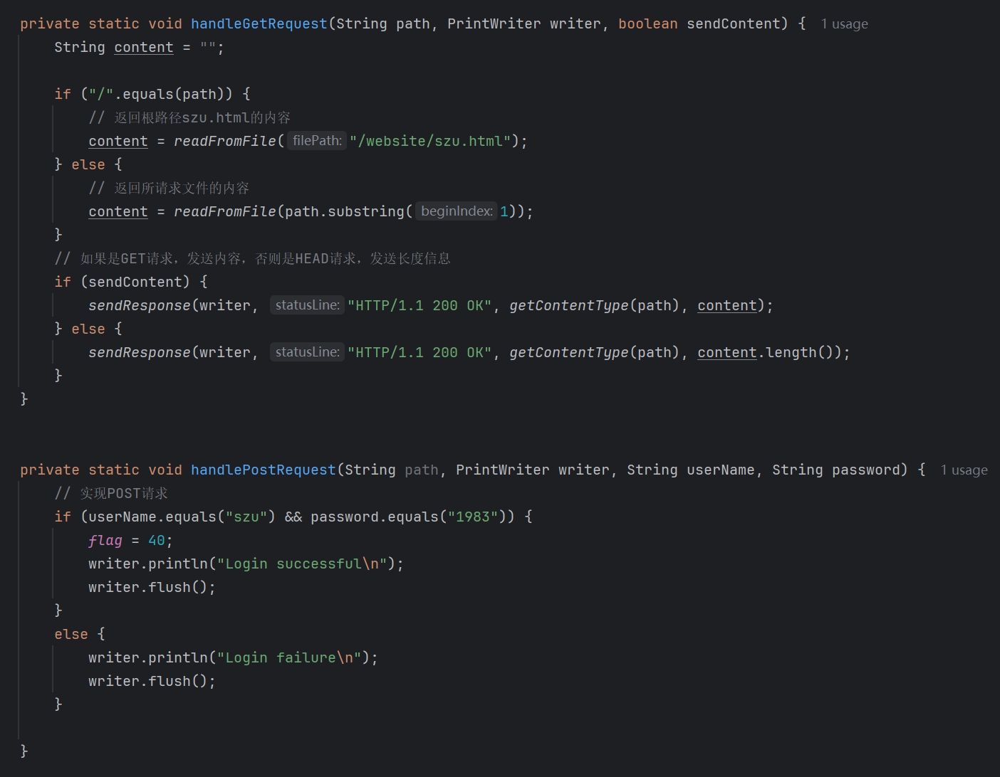 private static void handleGetRequest(String path, PrintWriter writer, boolean sendContent) { 1 usage
    String content = "";

    if ("/".equals(path)) {
        // 返回根路径szu.html的内容
        content = readFromFile( filePath: "/website/szu.html");
    } else {
        // 返回所请求文件的内容
        content = readFromFile(path.substring( beginIndex: 1));
    }
    // 如果是GET请求，发送内容，否则是HEAD请求，发送长度信息
    if (sendContent) {
        sendResponse(writer, statusLine: "HTTP/1.1 200 OK", getContentType(path), content);
    } else {
        sendResponse(writer, statusLine: "HTTP/1.1 200 OK", getContentType(path), content.length());
    }
}

private static void handlePostRequest(String path, PrintWriter writer, String userName, String password) { 1 usage
    // 实现POST请求
    if (userName.equals("szu") && password.equals("1983")) {
        flag = 40;
        writer.println("Login successful\n");
        writer.flush();
    }
    else {
        writer.println("Login failure\n");
        writer.flush();
    }

}